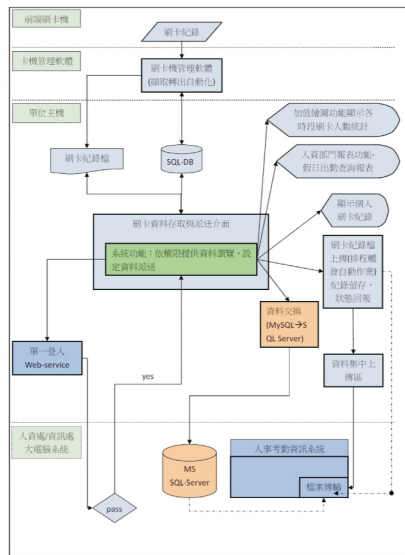 前端刷卡機
刷卡紀錄
卡機管理軟體
刷卡機管理軟體
(擷取轉出自動化)
單位主機
加值繪圖功能顯示各
時段刷卡人數統計
刷卡紀錄檔
SQL-DB
人資部門報表功能-
假日出勤查詢報表
顯示個人
刷卡紀錄
刷卡資料存取與派送介面
系統功能：依權限提供資料瀏覽、設
定資料派送
刷卡紀錄檔
上傳(排程觸
發自動作業)
紀錄留存、
狀態回報
資料交換
(MySQL→S
QL Server)
單一登入
Web-service
yes
資料集中上
傳區
人資處/資訊處
大電腦系統
MS
SQL-Server
人事考勤資訊系統
檔案傳輸
pass